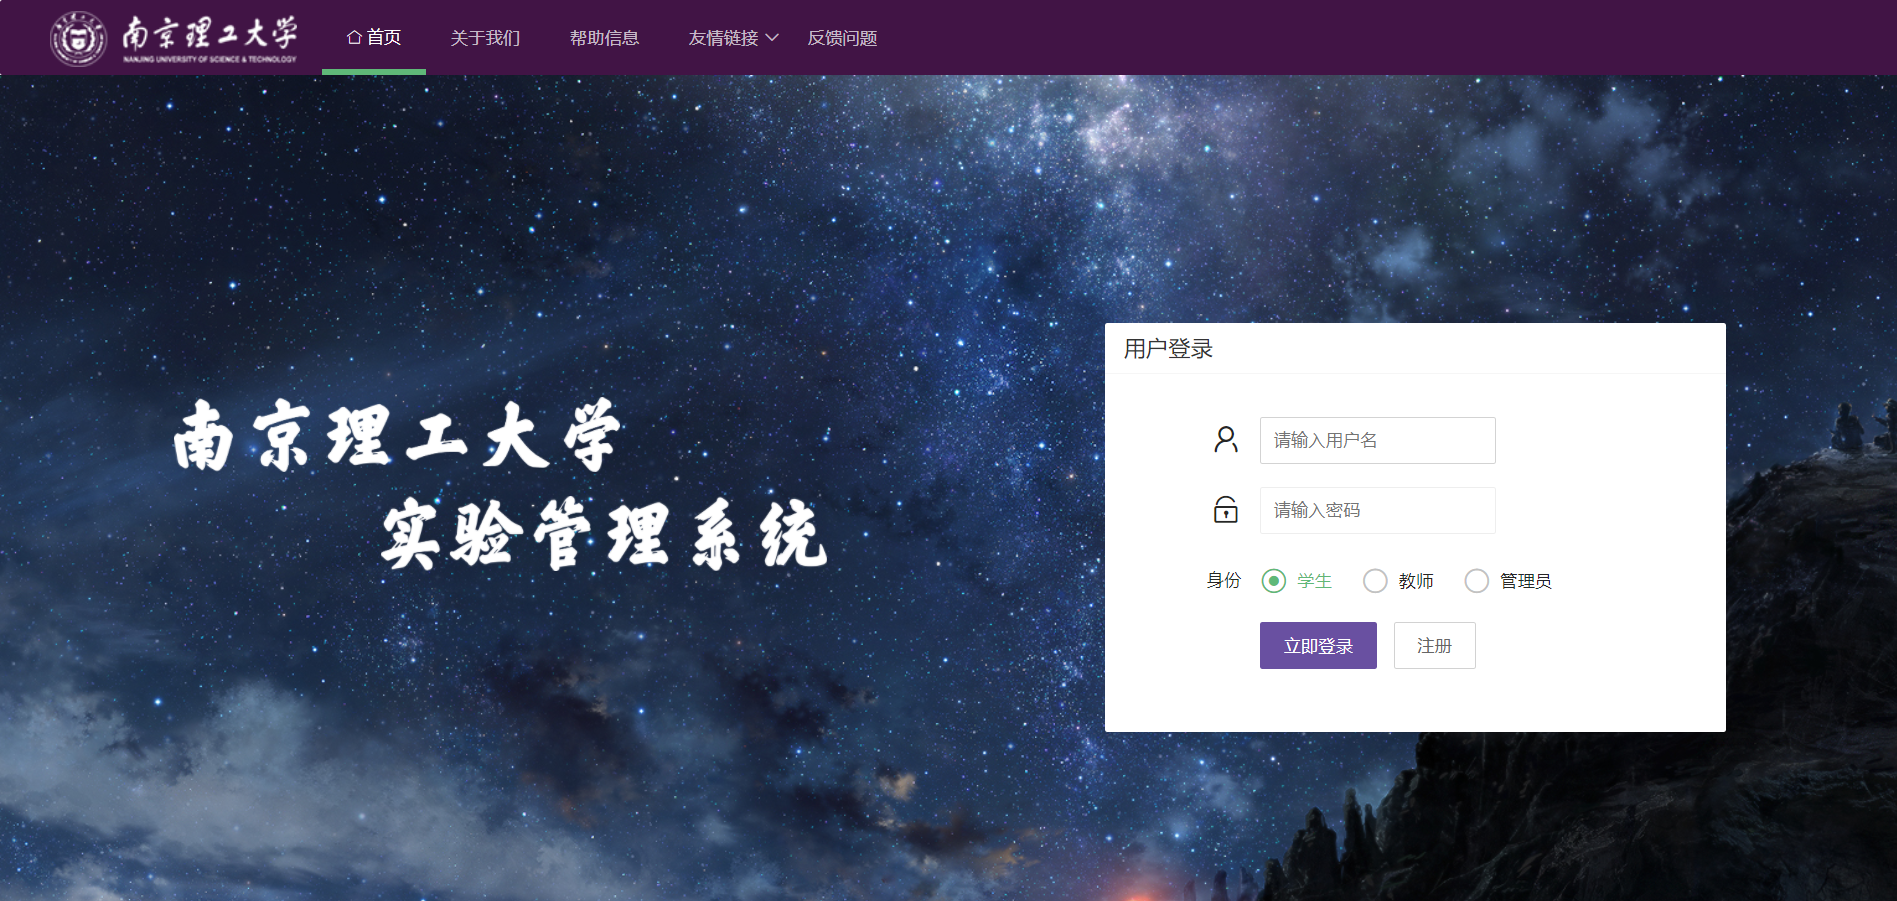 南京理工大学
NANJING UNIVERSITY OF SCIENCE & TECHNOLOGY
首页 关于我们 帮助信息 友情链接 反馈问题
南京理工大学
实验管理系统
用户登录
请输入用户名
请输入密码
身份 学生 教师 管理员
立即登录 注册